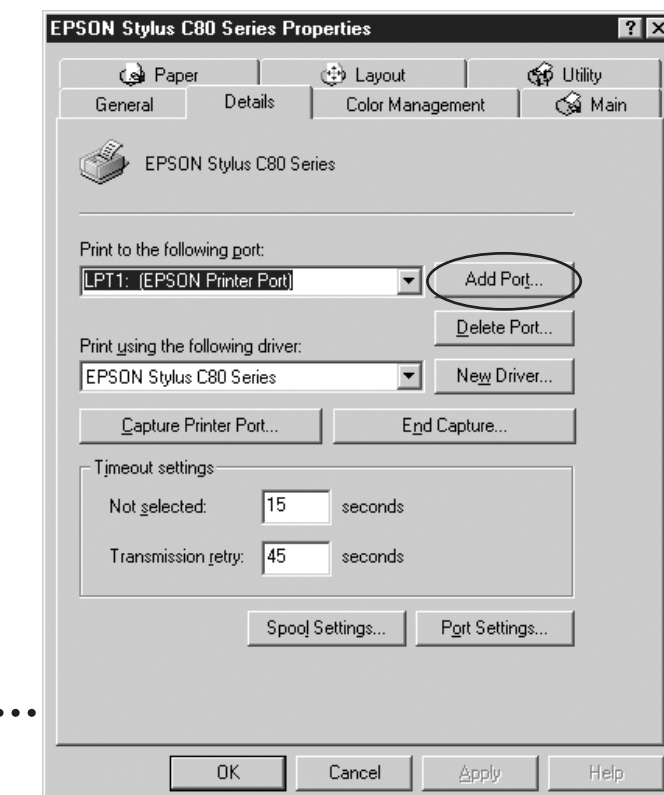 EPSON Stylus C80 Series Properties ? ×
Paper Layout Utility
General Details Color Management Main
EPSON Stylus C80 Series
Print to the following port:
LPT1: (EPSON Printer Port) Add Port...
Delete Port...
Print using the following driver:
EPSON Stylus C80 Series New Driver...
Capture Printer Port... End Capture...
Timeout settings
Not selected: 15 seconds
Transmission retry: 45 seconds
Spool Settings... Port Settings...
OK Cancel Apply Help